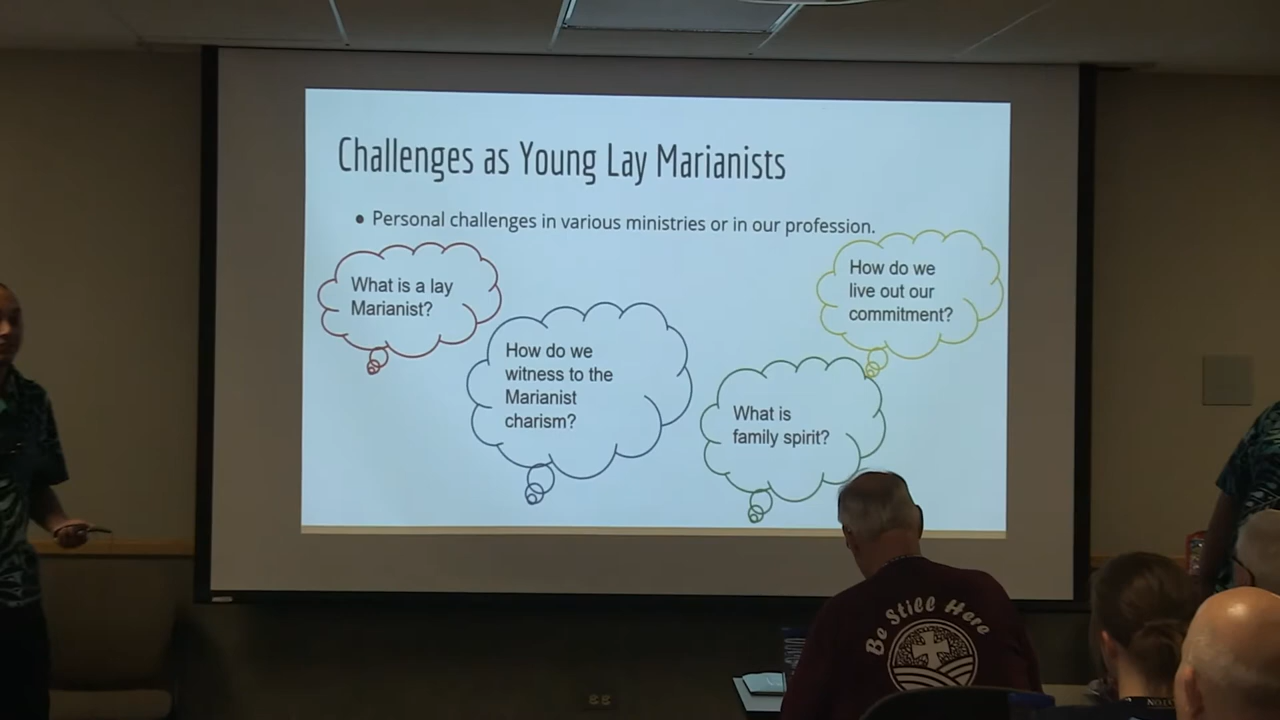 Challenges as Young Lay Marianists
● Personal challenges in various ministries or in our profession.
What is a lay
Marianist?
How do we
witness to the
Marianist
charism?
What is
family spirit?
How do we
live out our
commitment?
Be Still Here